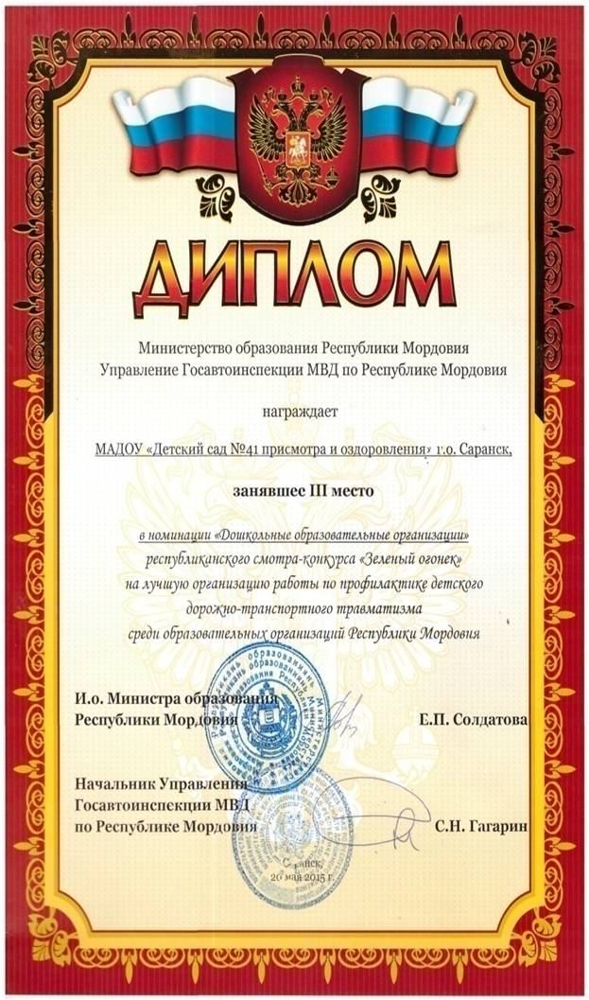 ДИПЛОМ
Министерство образования Республики Мордовия
Управление Госавтоинспекции МВД по Республике Мордовия
награждает
МАДОУ «Детский сад №41 присмотра и оздоровления» г.о. Саранск,
занявшее III место
в номинации «Дошкольные образовательные организации»
республиканского смотра-конкурса «Зеленый огонек»
на лучшую организацию работы по профилактике детского
дорожно-транспортного травматизма
среди образовательных организаций Республики Мордовия
И.о. Министра образования
Республики Мордовия Е.П. Солдатова
Начальник Управления
Госавтоинспекции МВД
по Республике Мордовия С.Н. Гагарин
Саранск,
20 мая 2015 г.